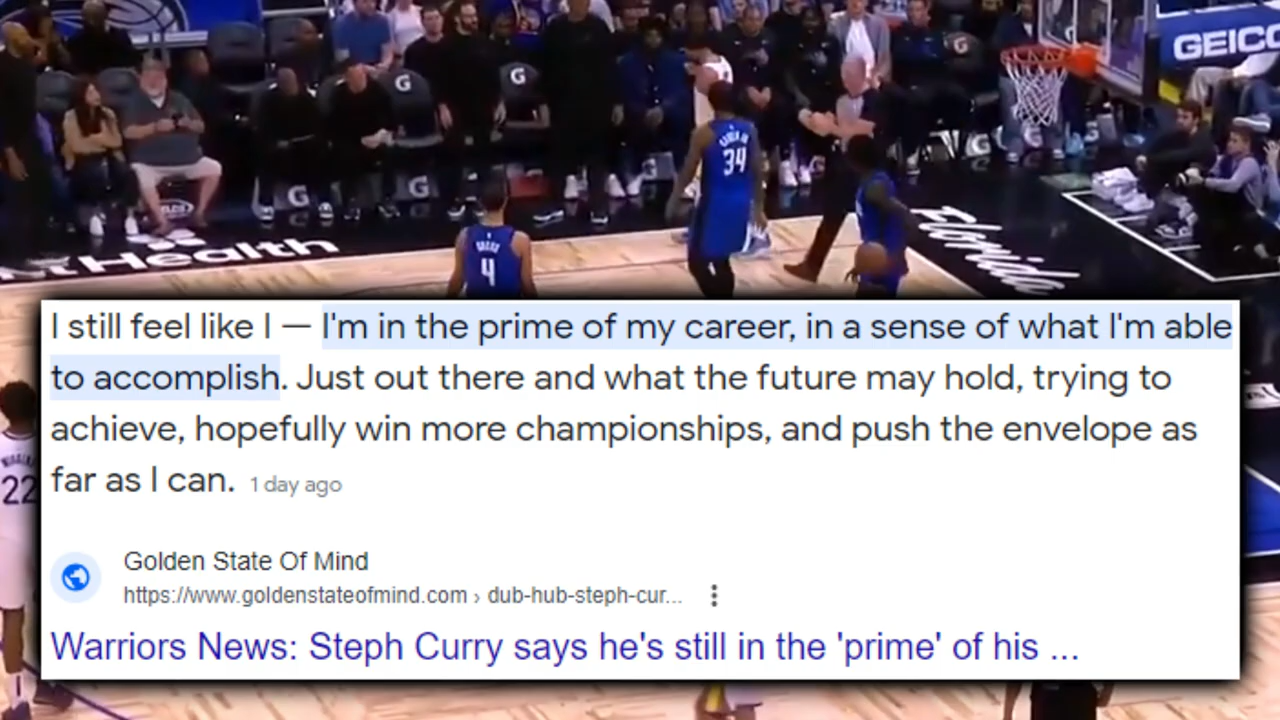 GEICO
G
G
34
G
G
G
4
Health
Florida
22
I still feel like I — I'm in the prime of my career, in a sense of what I'm able
to accomplish. Just out there and what the future may hold, trying to
achieve, hopefully win more championships, and push the envelope as
far as I can. 1 day ago
Golden State Of Mind
https://www.goldenstateofmind.com › dub-hub-steph-cur...
Warriors News: Steph Curry says he's still in the 'prime' of his ...